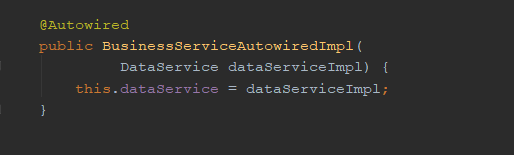 @Autowired
public BusinessServiceAutowiredImpl(
DataService dataServiceImpl) {
this.dataService = dataServiceImpl;
}